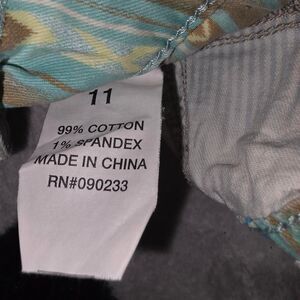 11
99% COTTON
1% SPANDEX
MADE IN CHINA
RN#090233